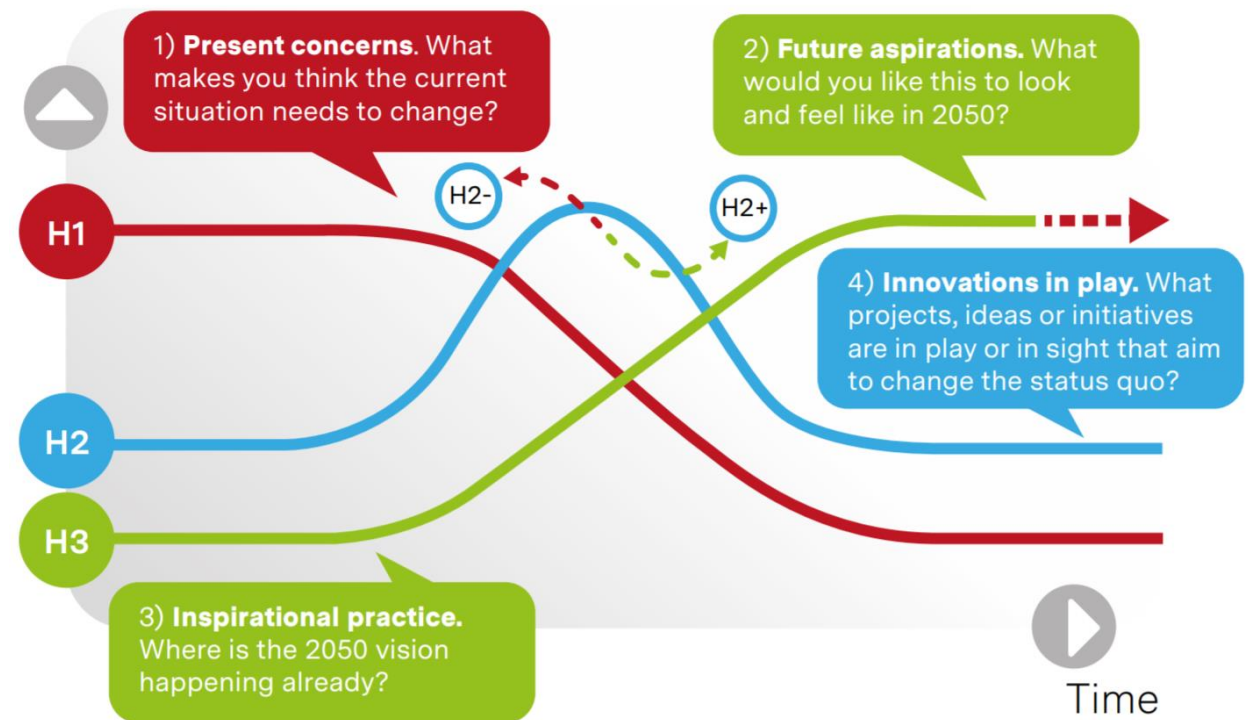 1) Present concerns. What
makes you think the current
situation needs to change?
2) Future aspirations. What
would you like this to look
and feel like in 2050?
H2-
H2+
H1
4) Innovations in play. What
projects, ideas or initiatives
are in play or in sight that aim
to change the status quo?
H2
H3
3) Inspirational practice.
Where is the 2050 vision
happening already?
Time